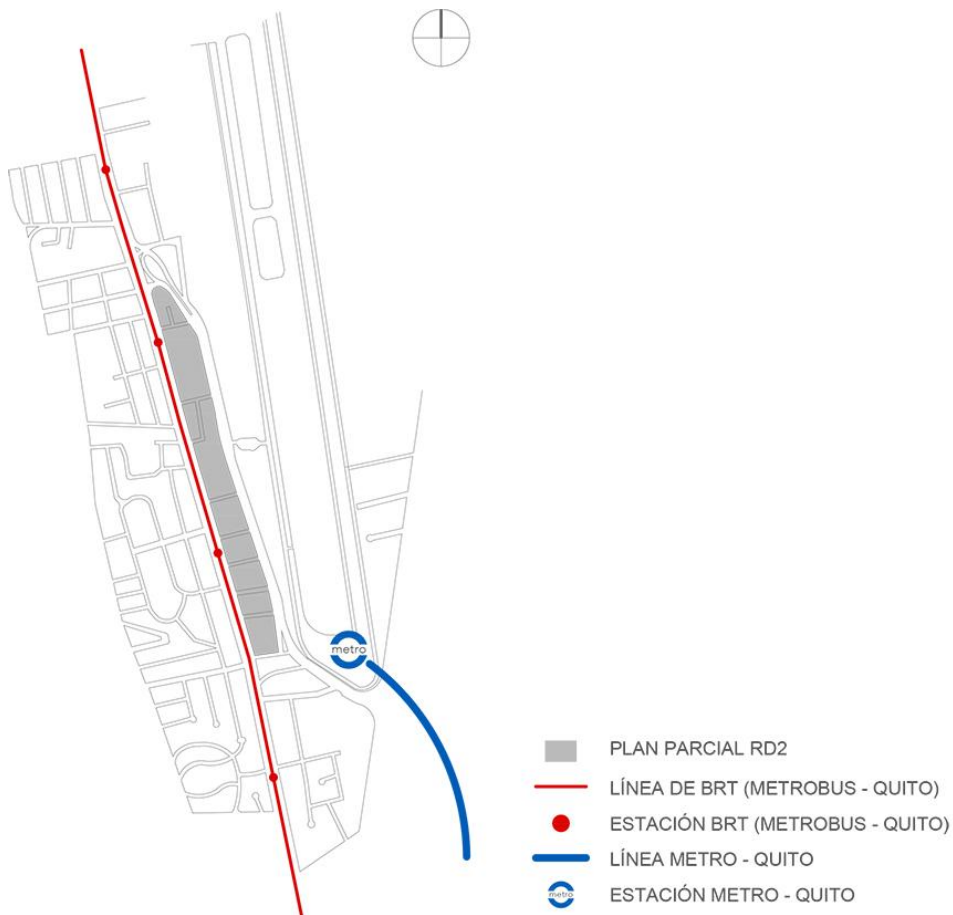 metro
PLAN PARCIAL RD2
LÍNEA DE BRT (METROBUS - QUITO)
ESTACIÓN BRT (METROBUS - QUITO)
LÍNEA METRO - QUITO
metro
ESTACIÓN METRO - QUITO